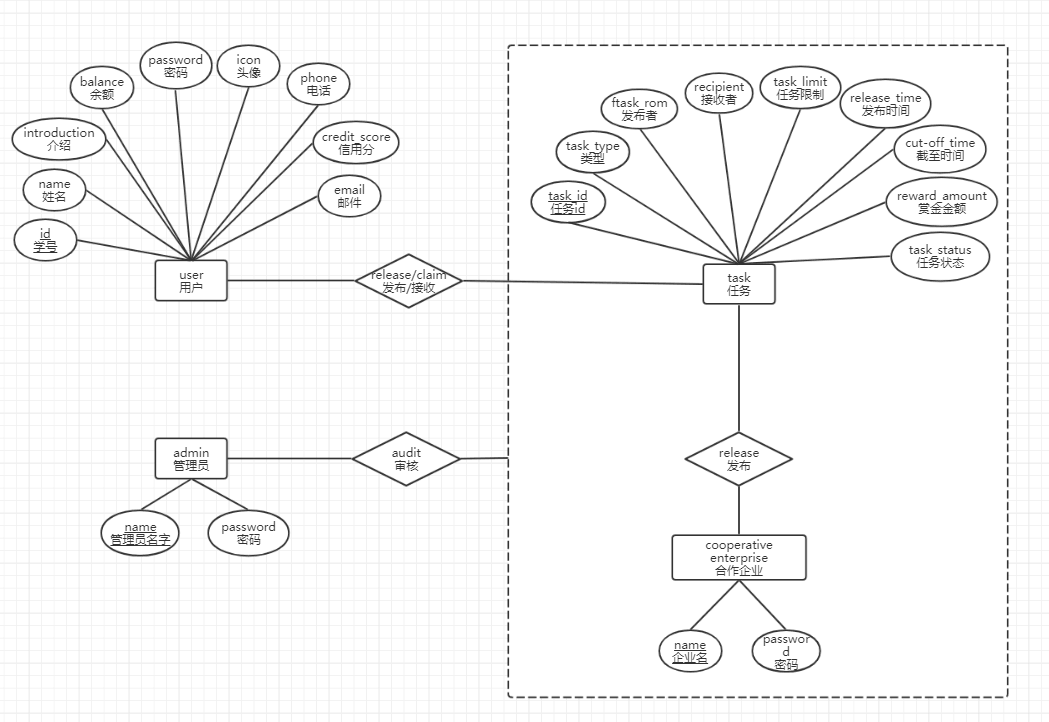 password
密码
icon
头像
balance
余额
phone
电话
introduction
介绍
credit_score
信用分
name
姓名
email
邮件
id
学号
user
用户
release/claim
发布/接收
task_limit
任务限制
recipient
接收者
release_time
发布时间
ftask_rom
发布者
task_type
类型
cut-off_time
截至时间
task_id
任务id
reward_amount
赏金金额
task_status
任务状态
task
任务
admin
管理员
audit
审核
release
发布
name
管理员名字
password
密码
cooperative
enterprise
合作企业
name
企业名
passwor
d
密码